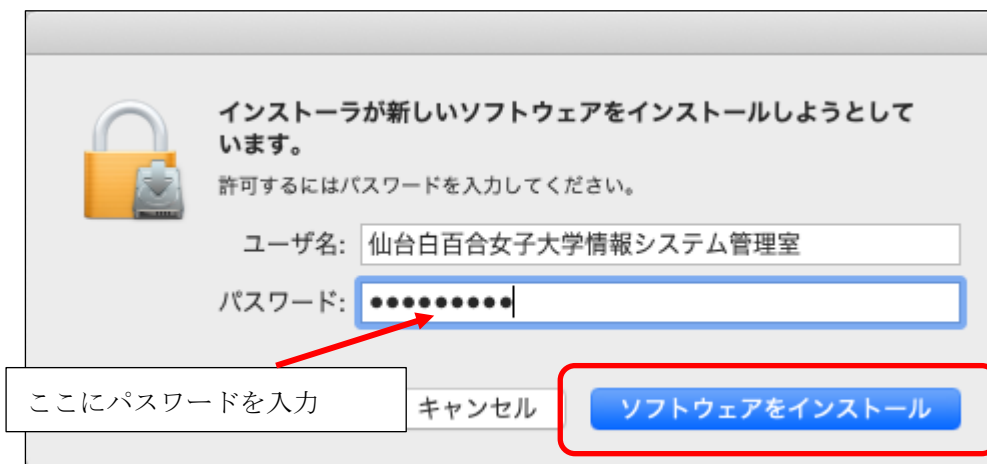 インストーラが新しいソフトウェアをインストールしようとして
います。
許可するにはパスワードを入力してください。
ユーザ名: 仙台白百合女子大学情報システム管理室
パスワード: ●●●●●●●●●
ここにパスワードを入力
キャンセル ソフトウェアをインストール